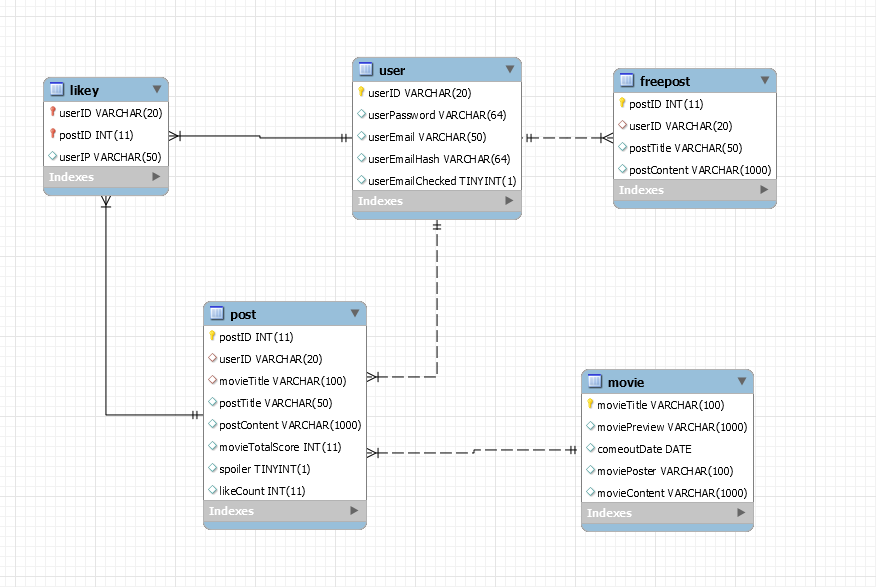 likey
userID VARCHAR(20)
postID INT(11)
userIP VARCHAR(50)
Indexes
user
userID VARCHAR(20)
userPassword VARCHAR(64)
userEmail VARCHAR(50)
userEmailHash VARCHAR(64)
userEmailChecked TINYINT(1)
Indexes
freepost
postID INT(11)
userID VARCHAR(20)
postTitle VARCHAR(50)
postContent VARCHAR(1000)
Indexes
post
postID INT(11)
userID VARCHAR(20)
movieTitle VARCHAR(100)
postTitle VARCHAR(50)
postContent VARCHAR(1000)
movieTotalScore INT(11)
spoiler TINYINT(1)
likeCount INT(11)
Indexes
movie
movieTitle VARCHAR(100)
moviePreview VARCHAR(1000)
comeoutDate DATE
moviePoster VARCHAR(100)
movieContent VARCHAR(1000)
Indexes